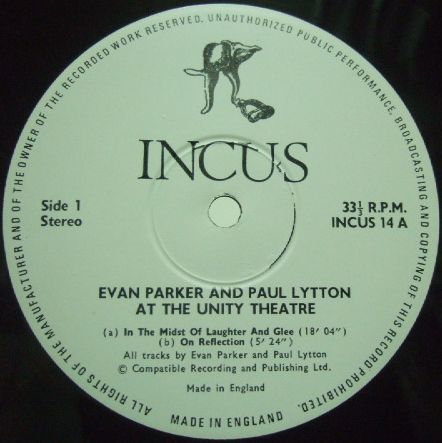 ALL RIGHTS OF THE MANUFACTURER AND OF THE OWNER OF THE RECORDED WORK RESERVED. UNAUTHORIZED PUBLIC PERFORMANCE, BROADCASTING AND COPYING OF THIS RECORD PROHIBITED.
INCUS
Side 1
Stereo
33⅓ R.P.M.
INCUS 14 A
EVAN PARKER AND PAUL LYTTON
AT THE UNITY THEATRE
(a) In The Midst Of Laughter And Glee (18' 04")
(b) On Reflection (5' 24")
All tracks by Evan Parker and Paul Lytton
© Compatible Recording and Publishing Ltd.
Made in England
MADE IN ENGLAND